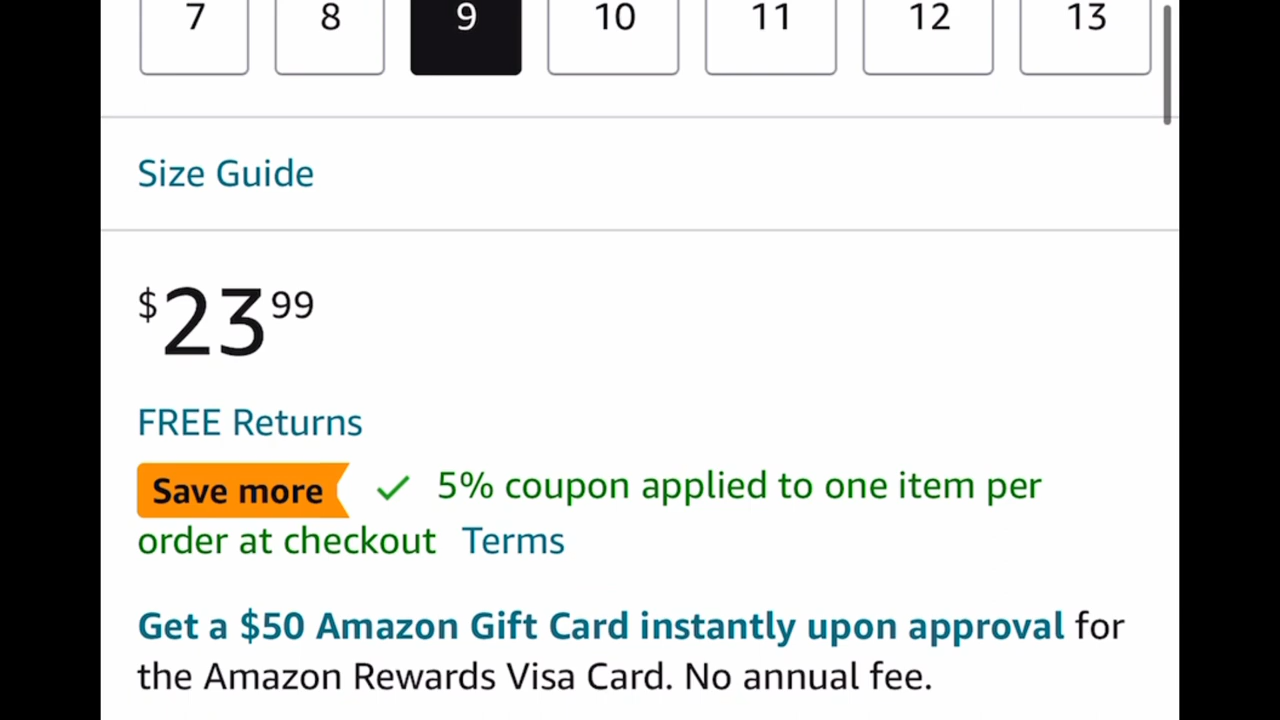 7 8 9 10 11 12 13
Size Guide
$2399
FREE Returns
Save more ✓ 5% coupon applied to one item per
order at checkout Terms
Get a $50 Amazon Gift Card instantly upon approval for
the Amazon Rewards Visa Card. No annual fee.